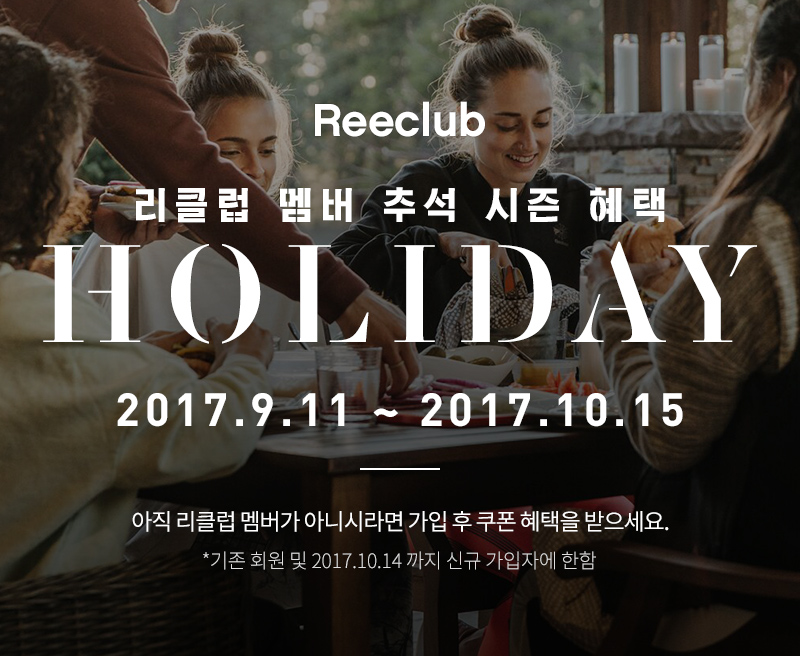 Reeclub
리클럽 멤버 추석 시즌 혜택
HOLIDAY
2017.9.11 ~ 2017.10.15
아직 리클럽 멤버가 아니시라면 가입 후 쿠폰 혜택을 받으세요.
*기존 회원 및 2017.10.14 까지 신규 가입자에 한함